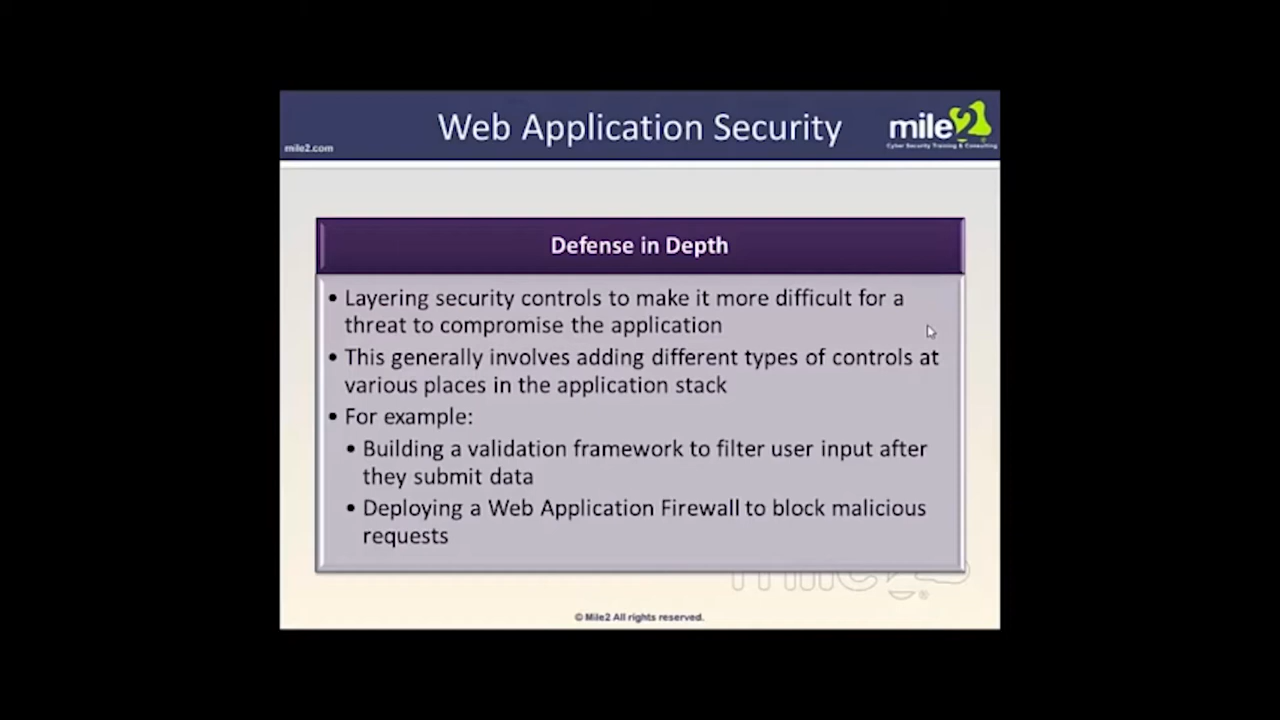 Web Application Security
mile2
Cyber Security Training & Consulting
mile2.com
Defense in Depth
• Layering security controls to make it more difficult for a
threat to compromise the application
• This generally involves adding different types of controls at
various places in the application stack
• For example:
• Building a validation framework to filter user input after
they submit data
• Deploying a Web Application Firewall to block malicious
requests
mile2
®
© Mile2 All rights reserved.